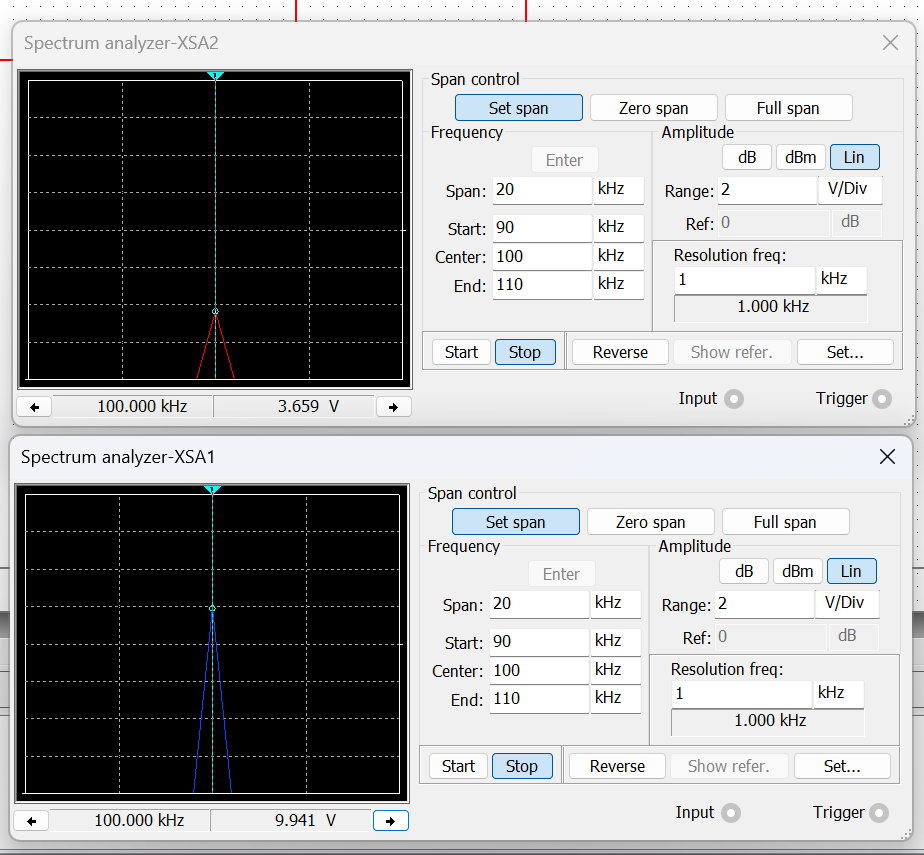 Spectrum analyzer-XSA2
Span control
Set span Zero span Full span
Frequency Amplitude
Enter dB dBm Lin
Span: 20 kHz Range: 2 V/Div
Start: 90 kHz Ref: 0 dB
Center: 100 kHz Resolution freq:
End: 110 kHz 1 kHz
1.000 kHz
Start Stop Reverse Show refer. Set...
100.000 kHz 3.659 V Input Trigger
Spectrum analyzer-XSA1
Span control
Set span Zero span Full span
Frequency Amplitude
Enter dB dBm Lin
Span: 20 kHz Range: 2 V/Div
Start: 90 kHz Ref: 0 dB
Center: 100 kHz Resolution freq:
End: 110 kHz 1 kHz
1.000 kHz
Start Stop Reverse Show refer. Set...
100.000 kHz 9.941 V Input Trigger